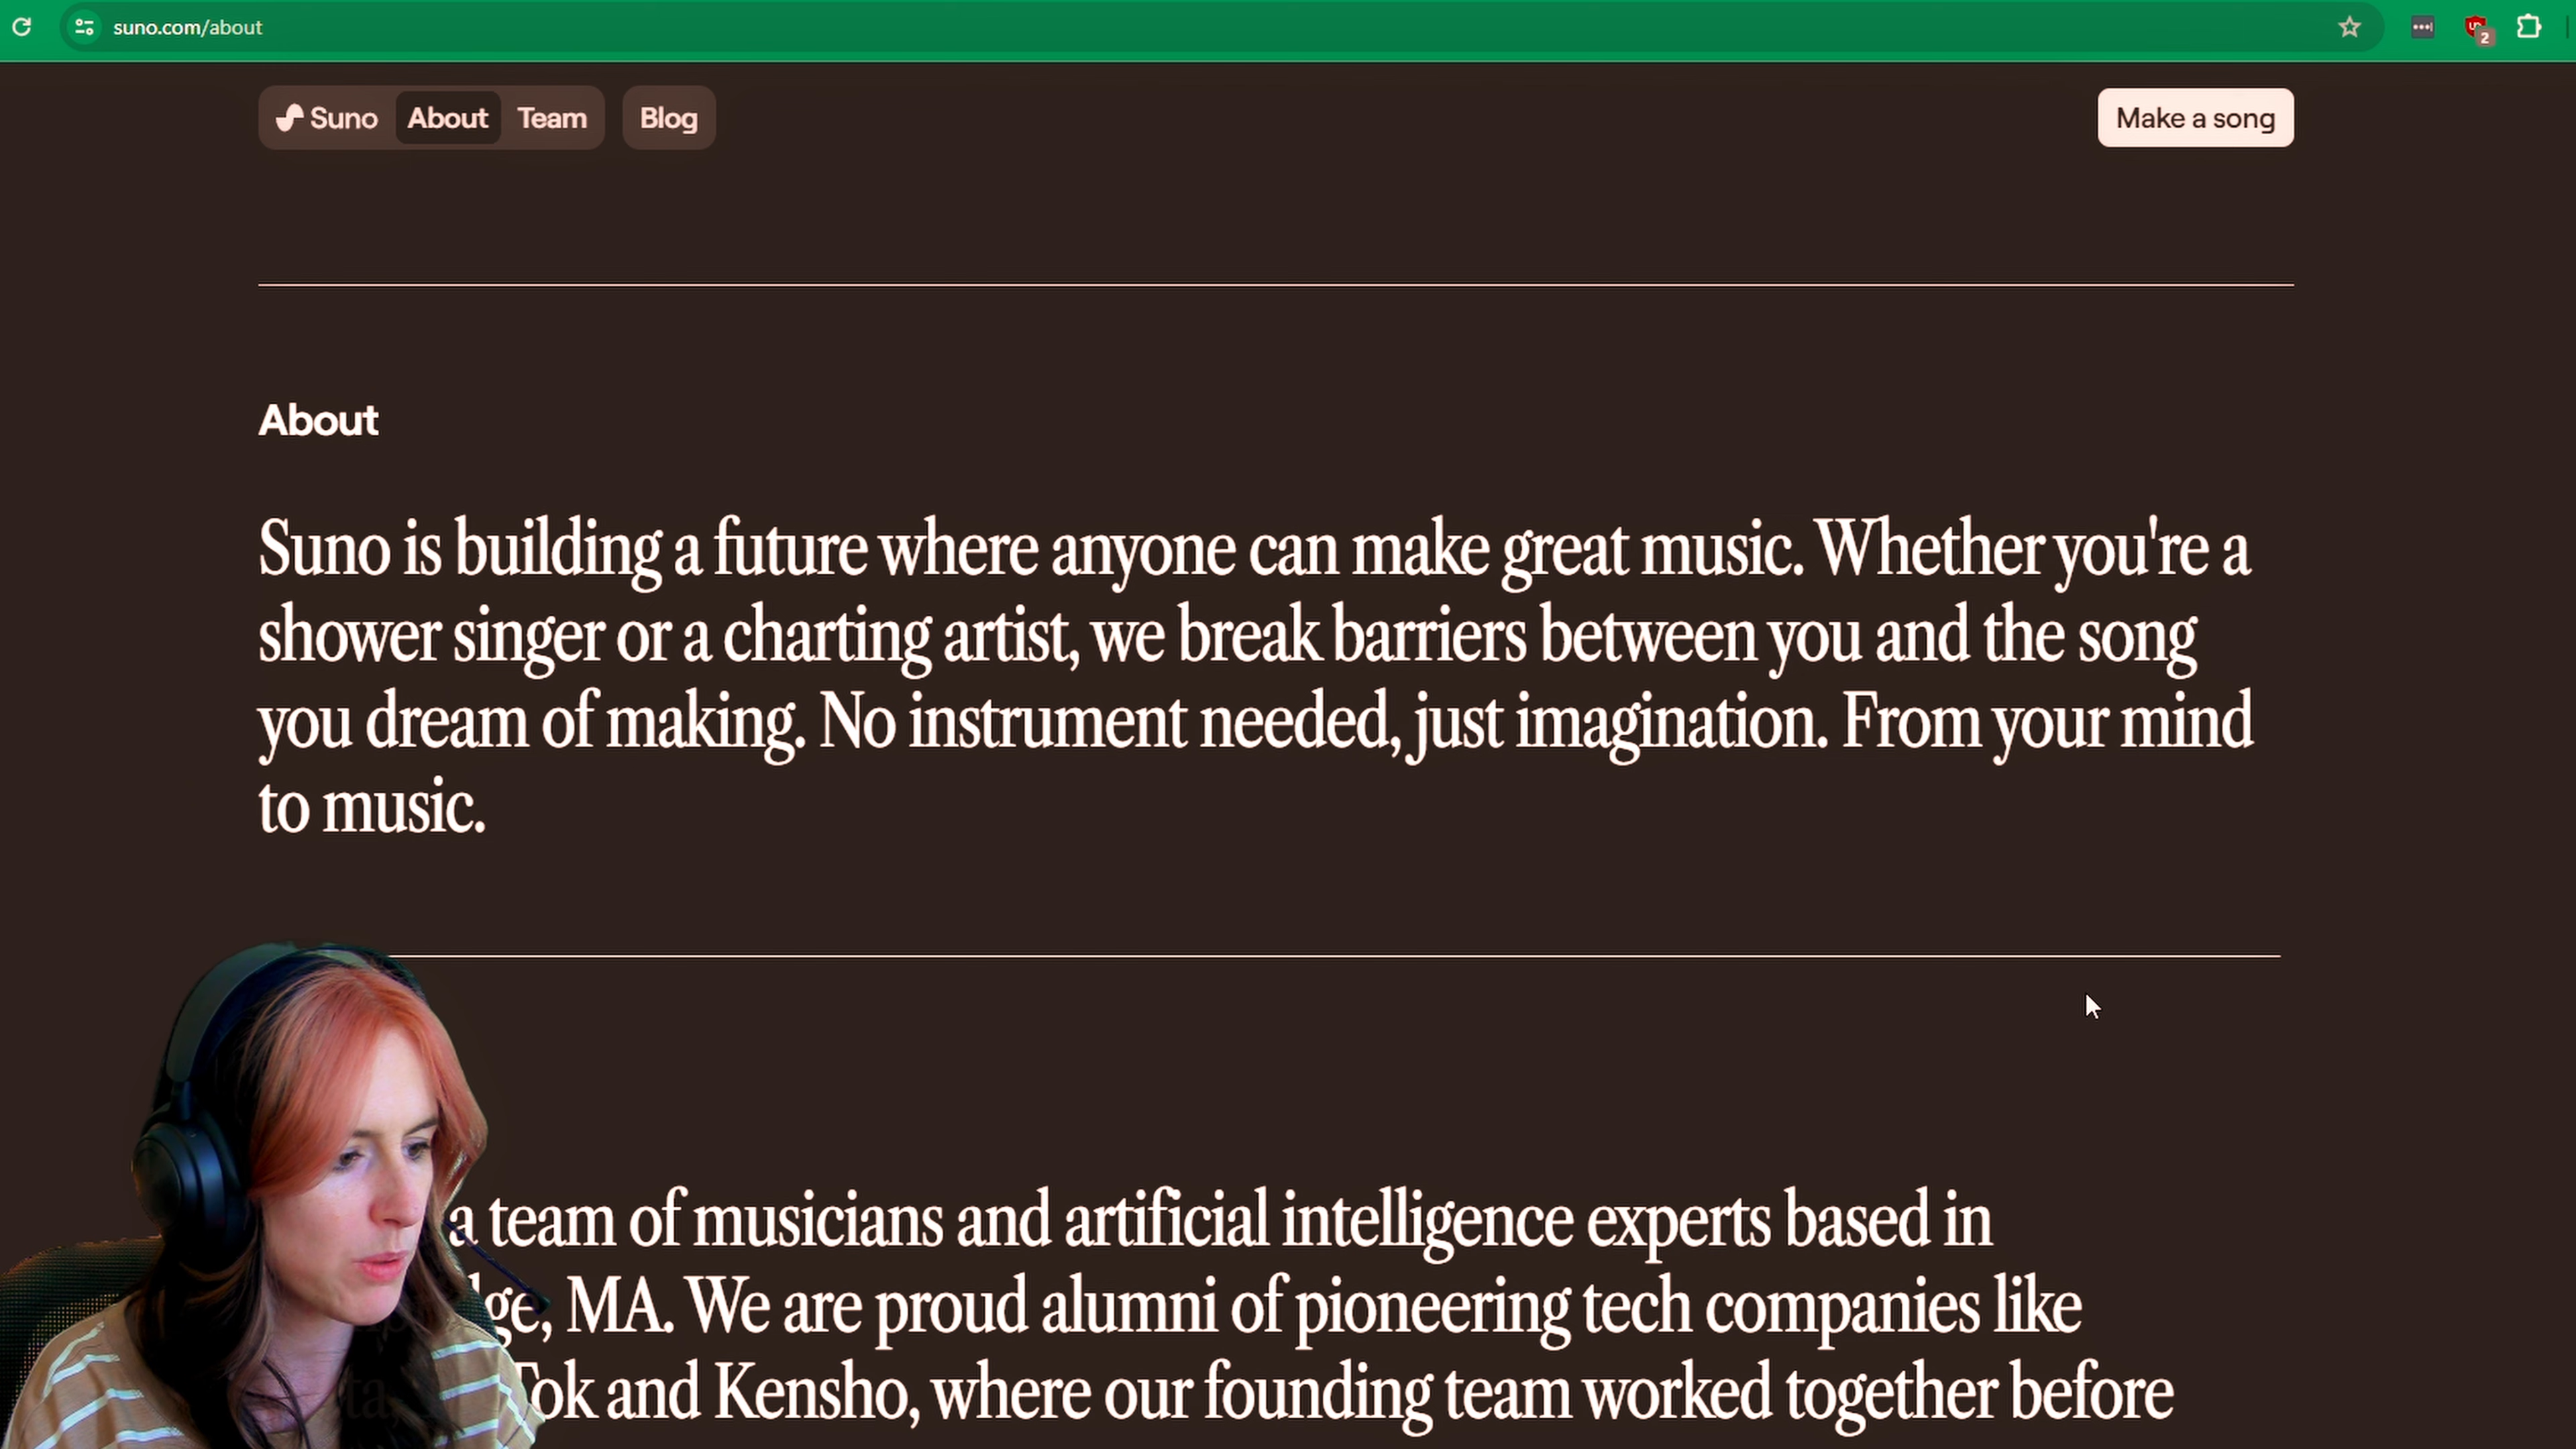 suno.com/about
2
Suno About Team Blog Make a song
About
Suno is building a future where anyone can make great music. Whether you're a
shower singer or a charting artist, we break barriers between you and the song
you dream of making. No instrument needed, just imagination. From your mind
to music.
a team of musicians and artificial intelligence experts based in
MA. We are proud alumni of pioneering tech companies like
and Kensho, where our founding team worked together before